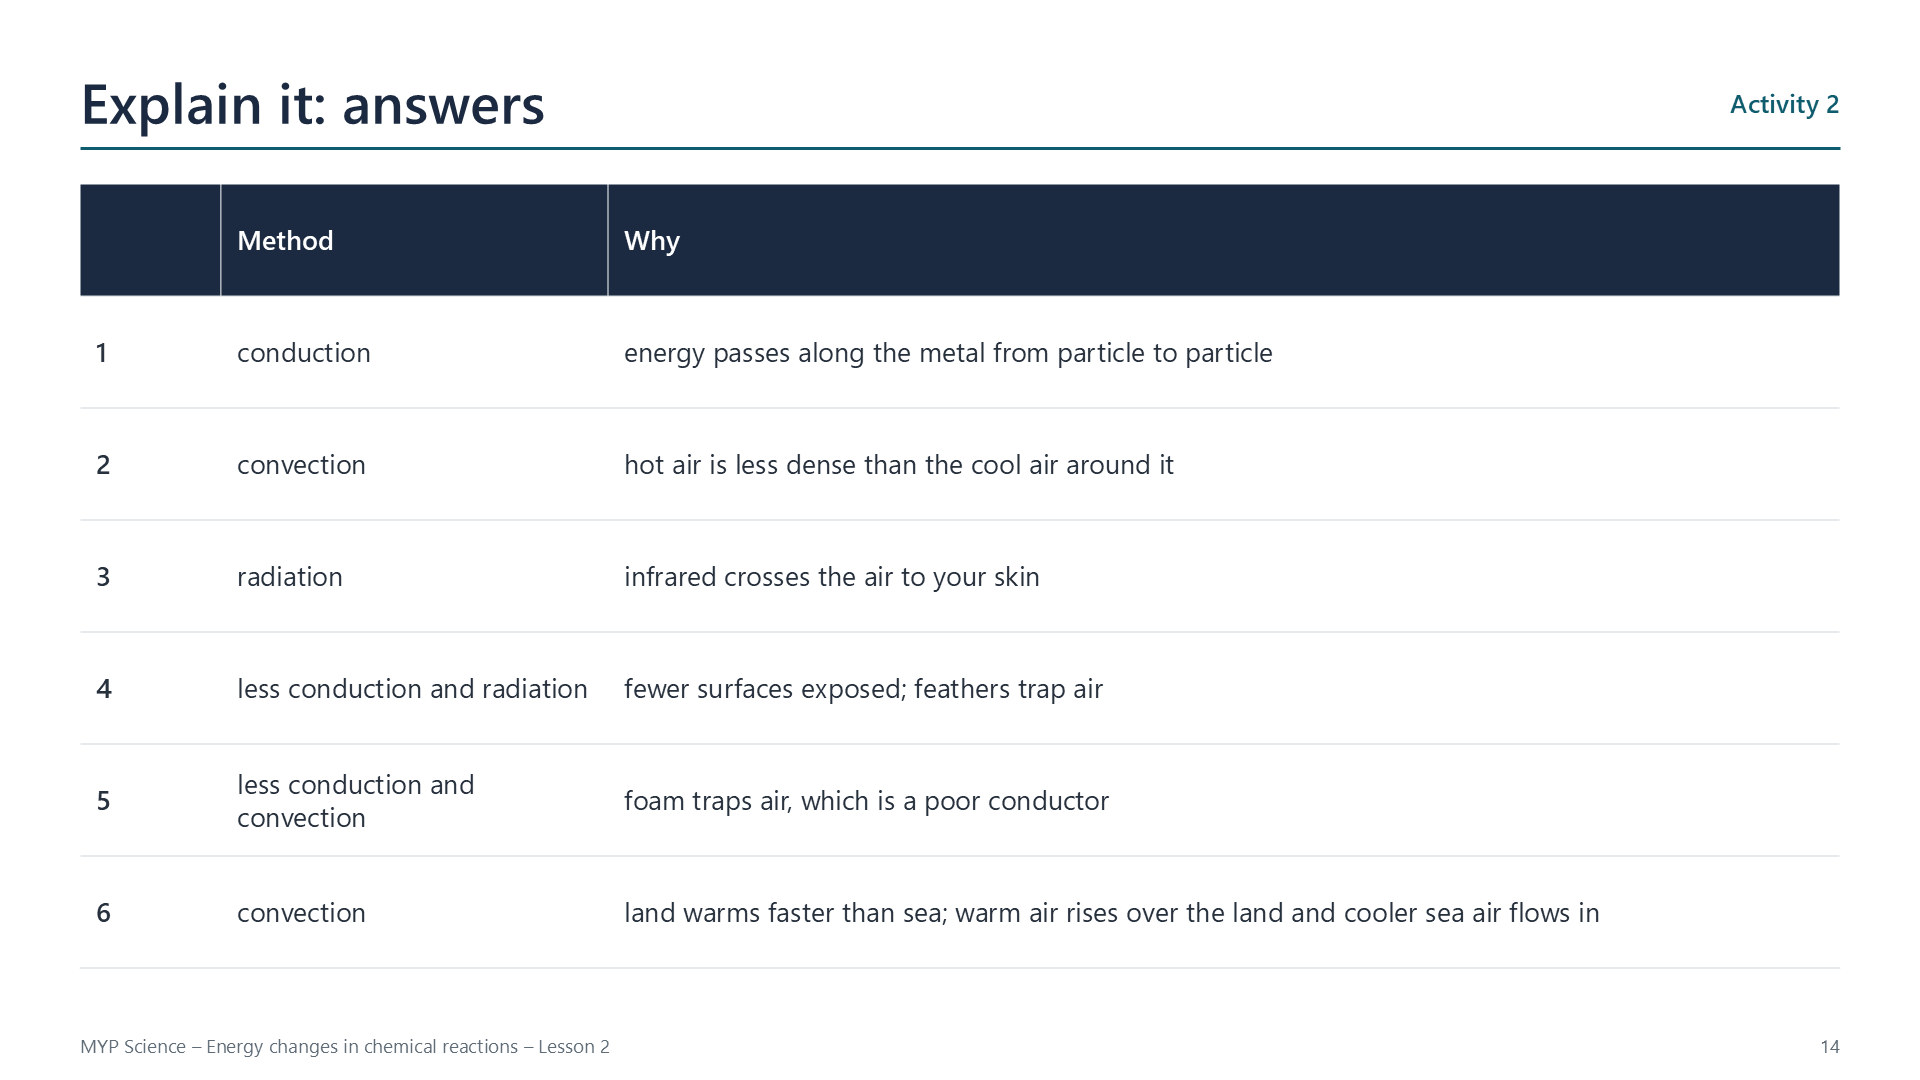 Explain it: answers
Activity 2
Method
Why
1
conduction
energy passes along the metal from particle to particle
2
convection
hot air is less dense than the cool air around it
3
radiation
infrared crosses the air to your skin
4
less conduction and radiation
fewer surfaces exposed; feathers trap air
5
less conduction and
convection
foam traps air, which is a poor conductor
6
convection
land warms faster than sea; warm air rises over the land and cooler sea air flows in
MYP Science – Energy changes in chemical reactions – Lesson 2
14